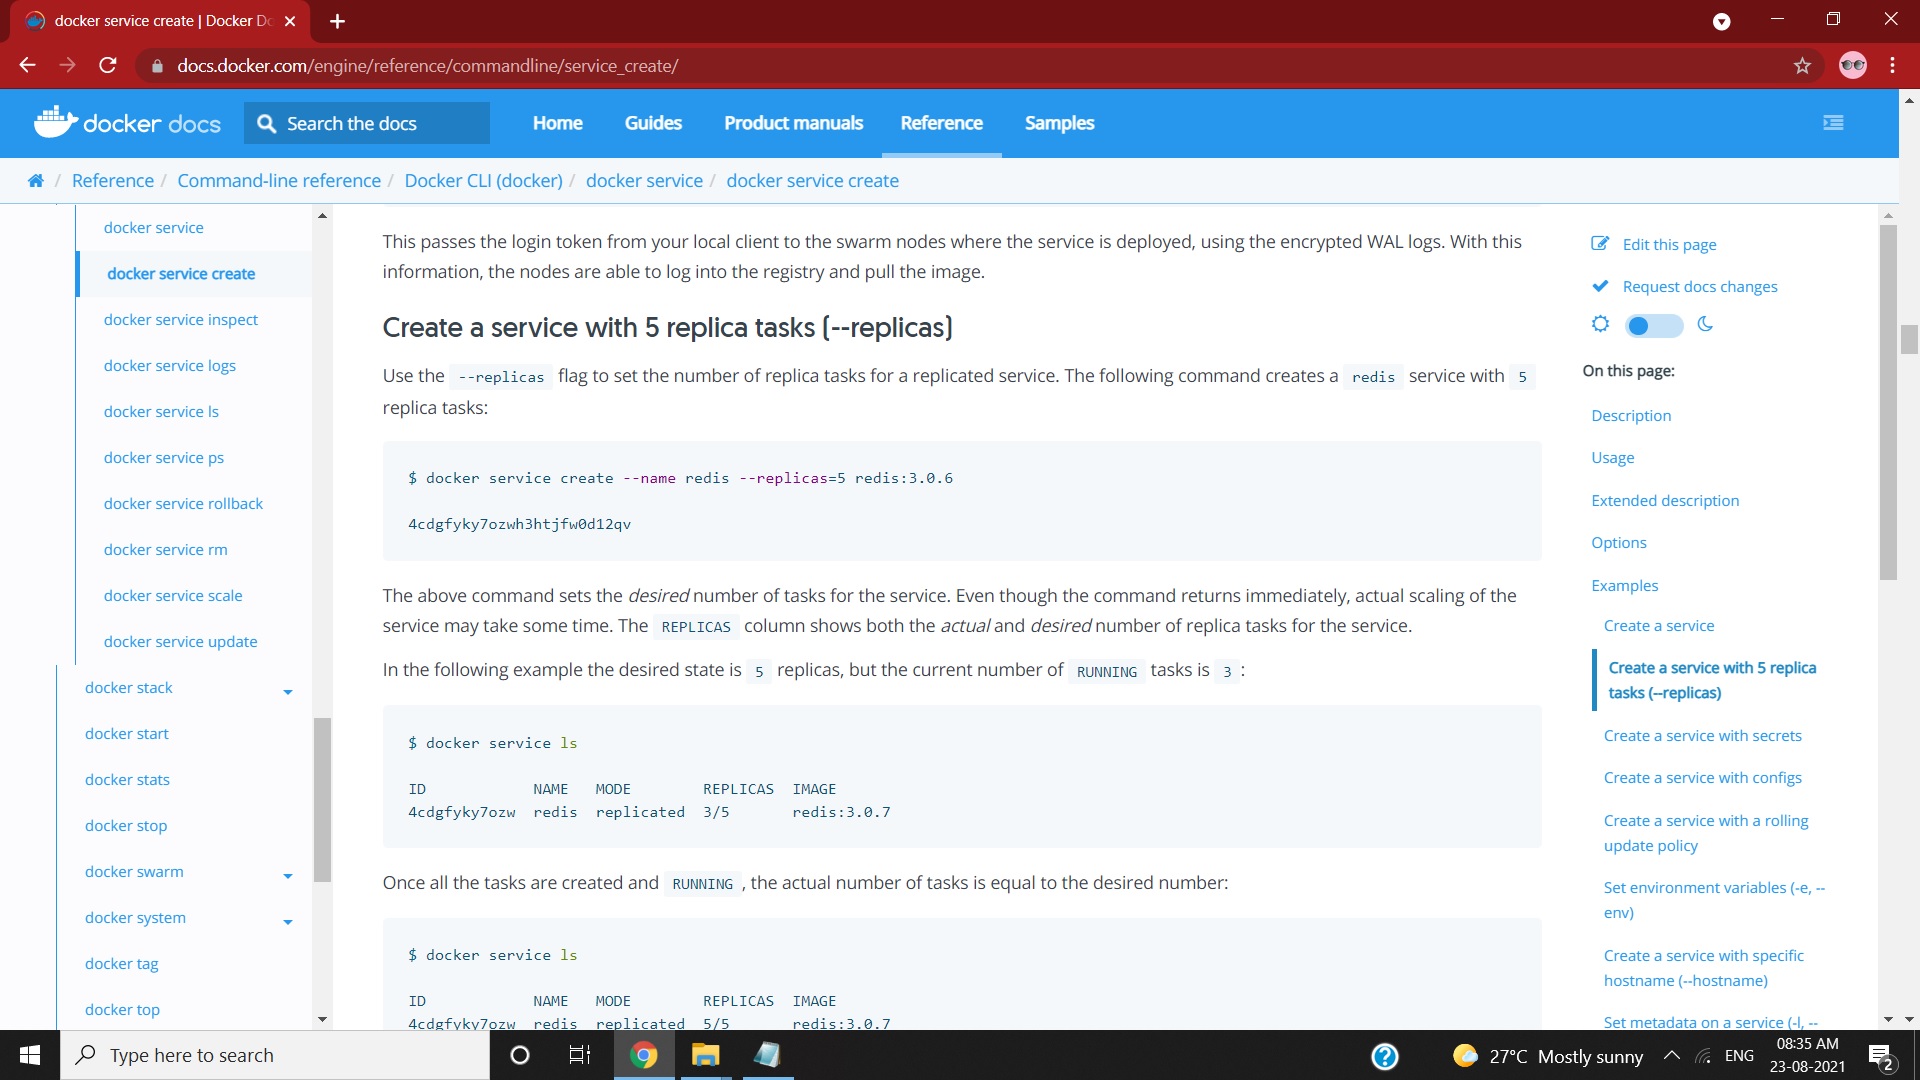 docker service create | Docker Do
docs.docker.com/engine/reference/commandline/service_create/
docker docs
Search the docs
Home
Guides
Product manuals
Reference
Samples
/ Reference / Command-line reference / Docker CLI (docker) / docker service / docker service create
docker service
docker service create
docker service inspect
docker service logs
docker service ls
docker service ps
docker service rollback
docker service rm
docker service scale
docker service update
docker stack
docker start
docker stats
docker stop
docker swarm
docker system
docker tag
docker top
This passes the login token from your local client to the swarm nodes where the service is deployed, using the encrypted WAL logs. With this
information, the nodes are able to log into the registry and pull the image.
Create a service with 5 replica tasks (--replicas)
Use the --replicas flag to set the number of replica tasks for a replicated service. The following command creates a redis service with 5
replica tasks:
$ docker service create --name redis --replicas=5 redis:3.0.6
4cdgfyky7ozwh3htjfw0d12qv
The above command sets the desired number of tasks for the service. Even though the command returns immediately, actual scaling of the
service may take some time. The REPLICAS column shows both the actual and desired number of replica tasks for the service.
In the following example the desired state is 5 replicas, but the current number of RUNNING tasks is 3 :
$ docker service ls
ID NAME MODE REPLICAS IMAGE
4cdgfyky7ozw redis replicated 3/5 redis:3.0.7
Once all the tasks are created and RUNNING , the actual number of tasks is equal to the desired number:
$ docker service ls
ID NAME MODE REPLICAS IMAGE
4cdgfyky7ozw redis replicated 5/5 redis:3.0.7
Edit this page
Request docs changes
On this page:
Description
Usage
Extended description
Options
Examples
Create a service
Create a service with 5 replica
tasks (--replicas)
Create a service with secrets
Create a service with configs
Create a service with a rolling
update policy
Set environment variables (-e, --
env)
Create a service with specific
hostname (--hostname)
Set metadata on a service (-l, --
Type here to search
27°C Mostly sunny
ENG
08:35 AM
23-08-2021
2